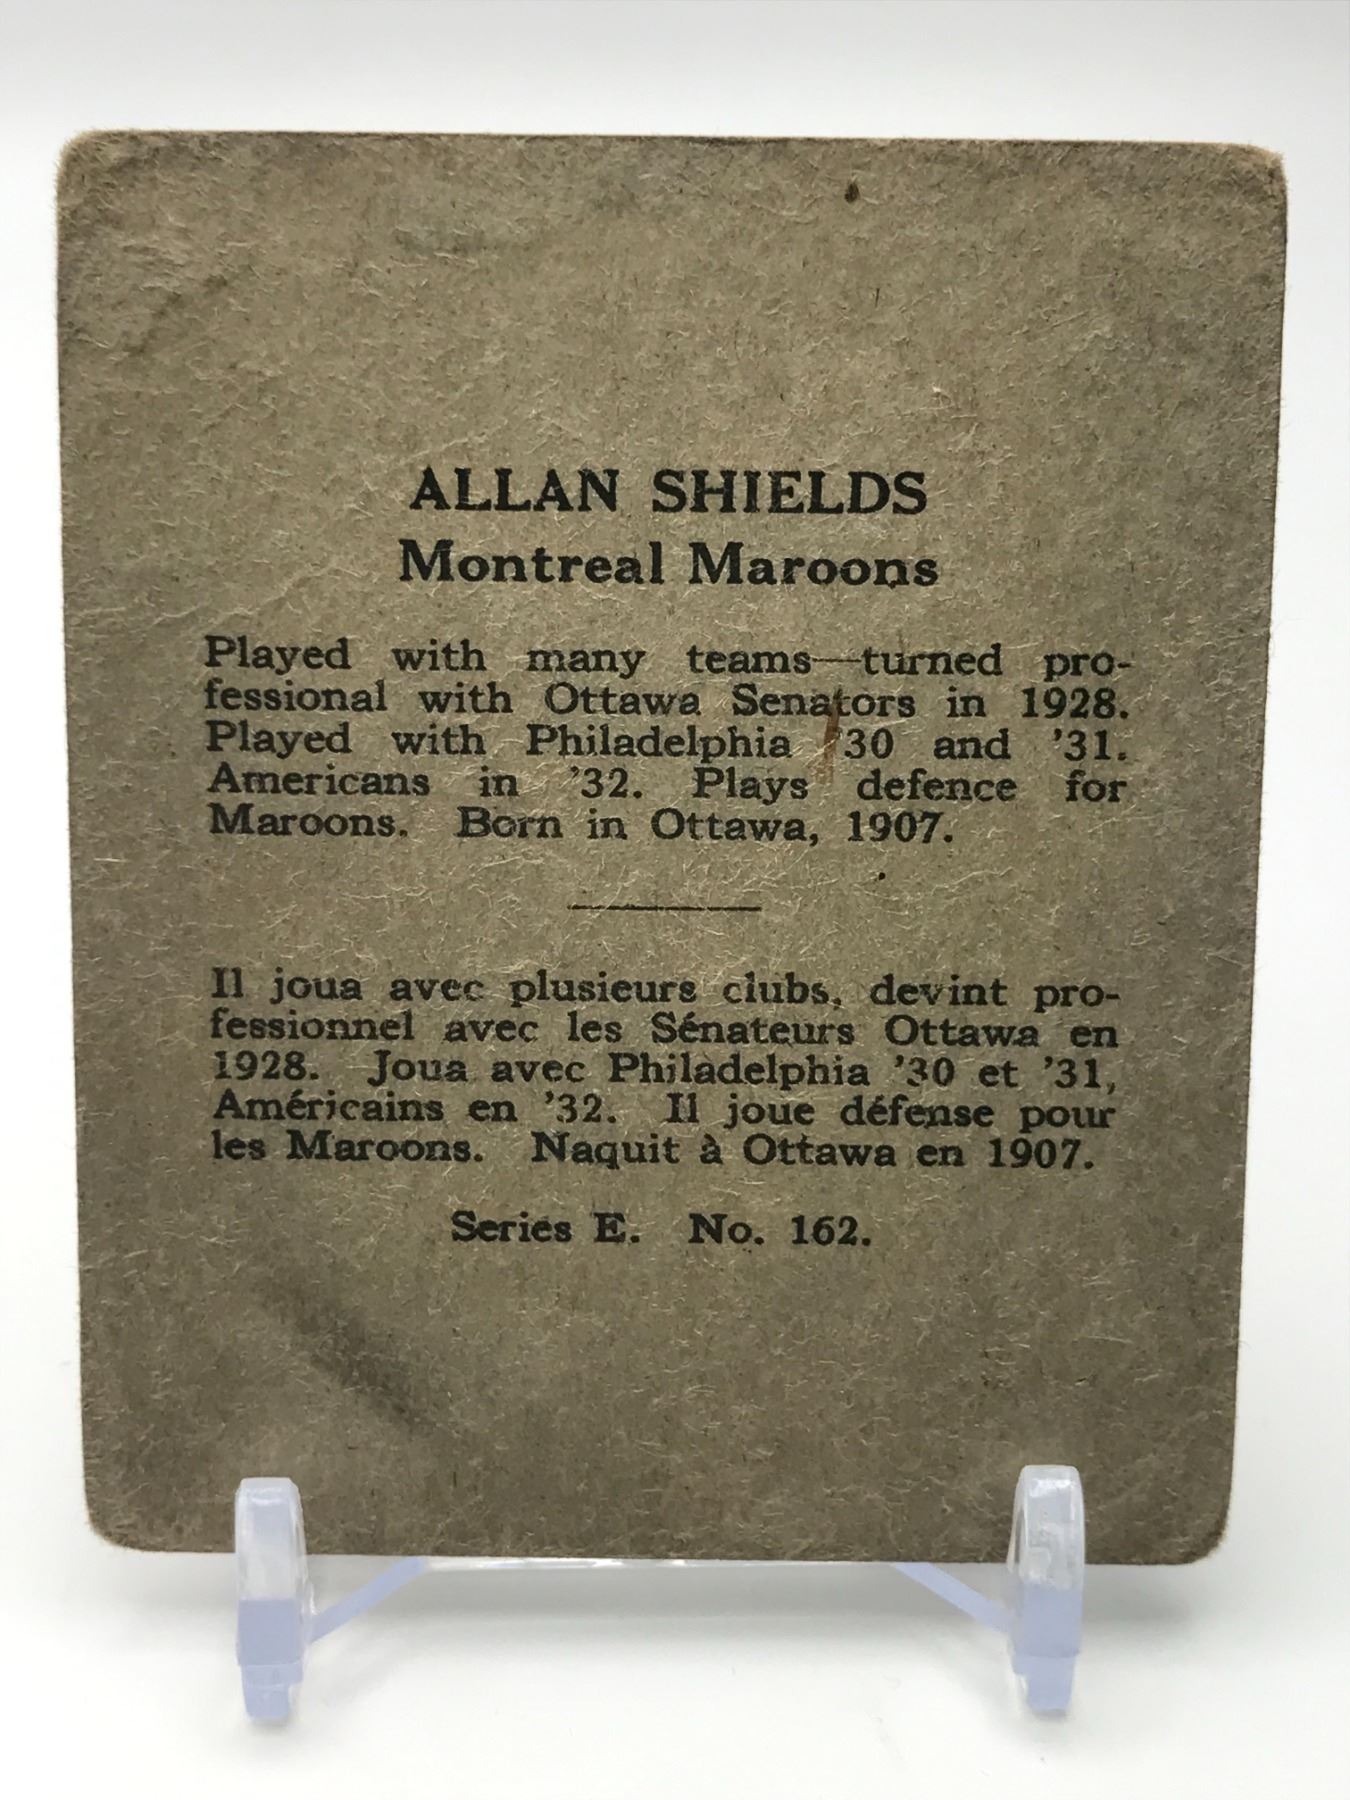 ALLAN SHIELDS
Montreal Maroons
Played with many teams—turned pro-
fessional with Ottawa Senators in 1928.
Played with Philadelphia '30 and '31.
Americans in '32. Plays defence for
Maroons. Born in Ottawa, 1907.
Il joua avec plusieurs clubs, devint pro-
fessionnel avec les Sénateurs Ottawa en
1928. Joua avec Philadelphia '30 et '31,
Américains en '32. Il joue défense pour
les Maroons. Naquit à Ottawa en 1907.
Series E. No. 162.